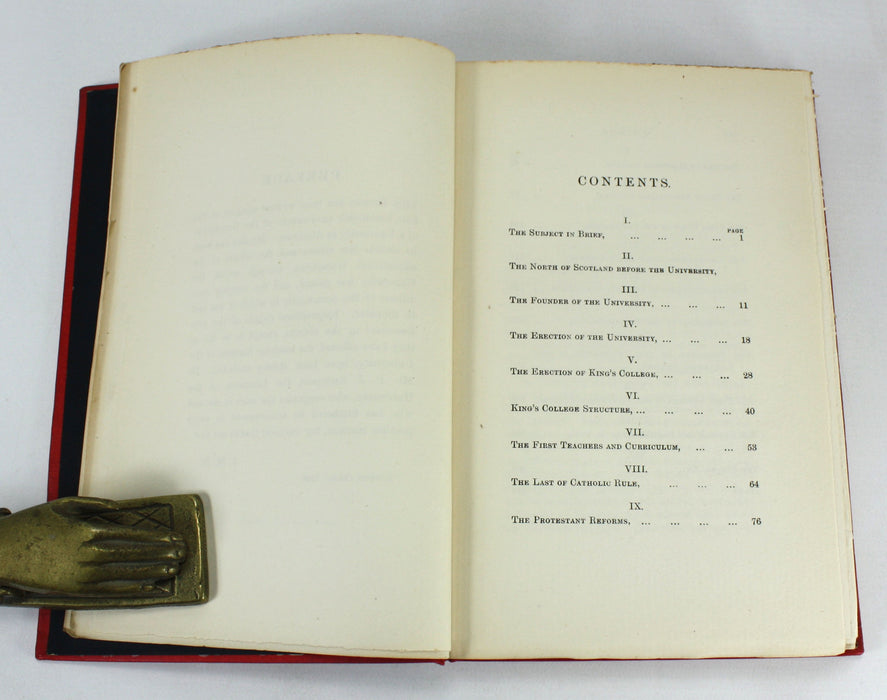 CONTENTS.
I.
PAGE
THE SUBJECT IN BRIEF, ... ... ... ... 1
II.
THE NORTH OF SCOTLAND BEFORE THE UNIVERSITY,
III.
THE FOUNDER OF THE UNIVERSITY, ... ... ... 11
IV.
THE ERECTION OF THE UNIVERSITY, ... ... ... 18
V.
THE ERECTION OF KING'S COLLEGE, ... ... ... 28
VI.
KING'S COLLEGE STRUCTURE, ... ... ... ... 40
VII.
THE FIRST TEACHERS AND CURRICULUM, ... ... 53
VIII.
THE LAST OF CATHOLIC RULE, ... ... ... 64
IX.
THE PROTESTANT REFORMS, ... ... ... ... 76